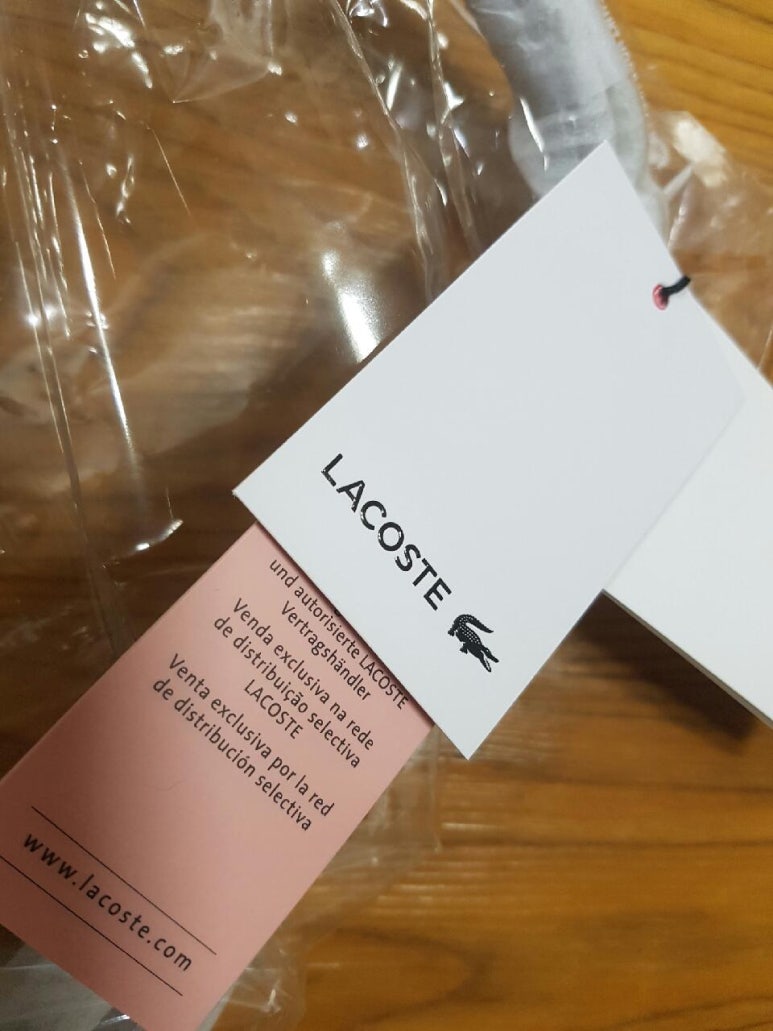 LACOSTE
und autorisierte LACOSTE
Vertragshändler
Venda exclusiva na rede
de distribuição selectiva
LACOSTE
Venta exclusiva por la red
de distribución selectiva
www.lacoste.com